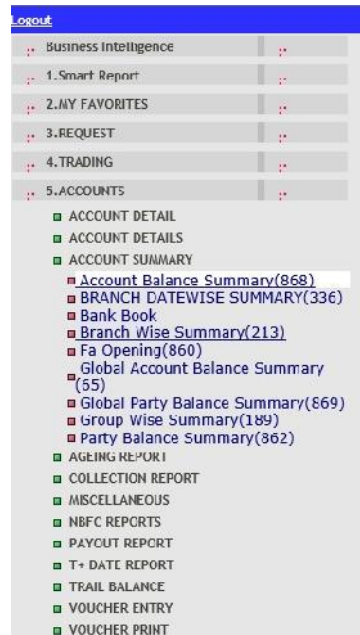 Logout
Business Intelligence
1.Smart Report
2.MY FAVORITES
3.REQUEST
4.TRADING
5.ACCOUNTS
ACCOUNT DETAIL
ACCOUNT DETAILS
ACCOUNT SUMMARY
Account Balance Summary(868)
BRANCH DATEWISE SUMMARY(336)
Bank Book
Branch Wise Summary(213)
Fa Opening(860)
Global Account Balance Summary
(65)
Global Party Balance Summary(869)
Group Wise Summary(189)
Party Balance Summary(862)
AGEING REPORT
COLLECTION REPORT
MISCELLANEOUS
NBFC REPORTS
PAYOUT REPORT
T+ DATE REPORT
TRAIL BALANCE
VOUCHER ENTRY
VOUCHER PRINT